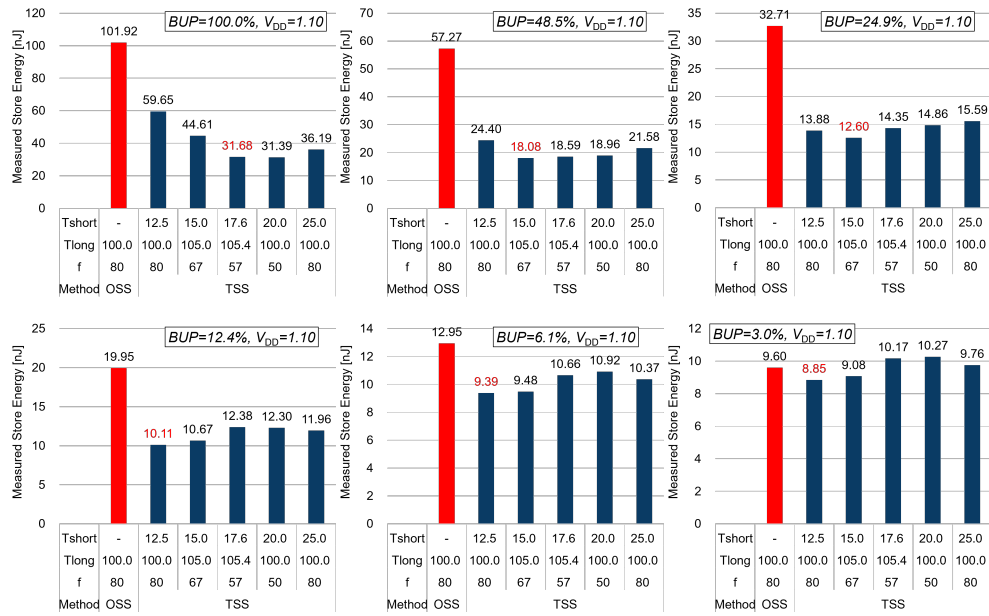 BUP=100.0%, VDD=1.10
Measured Store Energy [nJ]
120
100
80
60
40
20
0
101.92
59.65
44.61
31.68
31.39
36.19
Tshort - 12.5 15.0 17.6 20.0 25.0
Tlong 100.0 100.0 105.0 105.4 100.0 100.0
f 80 80 67 57 50 80
Method OSS TSS
BUP=48.5%, VDD=1.10
Measured Store Energy [nJ]
70
60
50
40
30
20
10
0
57.27
24.40
18.08
18.59
18.96
21.58
Tshort - 12.5 15.0 17.6 20.0 25.0
Tlong 100.0 100.0 105.0 105.4 100.0 100.0
f 80 80 67 57 50 80
Method OSS TSS
BUP=24.9%, VDD=1.10
Measured Store Energy [nJ]
35
30
25
20
15
10
5
0
32.71
13.88
12.60
14.35
14.86
15.59
Tshort - 12.5 15.0 17.6 20.0 25.0
Tlong 100.0 100.0 105.0 105.4 100.0 100.0
f 80 80 67 57 50 80
Method OSS TSS
BUP=12.4%, VDD=1.10
Measured Store Energy [nJ]
25
20
15
10
5
0
19.95
10.11
10.67
12.38
12.30
11.96
Tshort - 12.5 15.0 17.6 20.0 25.0
Tlong 100.0 100.0 105.0 105.4 100.0 100.0
f 80 80 67 57 50 80
Method OSS TSS
BUP=6.1%, VDD=1.10
Measured Store Energy [nJ]
14
12
10
8
6
4
2
0
12.95
9.39
9.48
10.66
10.92
10.37
Tshort - 12.5 15.0 17.6 20.0 25.0
Tlong 100.0 100.0 105.0 105.4 100.0 100.0
f 80 80 67 57 50 80
Method OSS TSS
BUP=3.0%, VDD=1.10
Measured Store Energy [nJ]
12
10
8
6
4
2
0
9.60
8.85
9.08
10.17
10.27
9.76
Tshort - 12.5 15.0 17.6 20.0 25.0
Tlong 100.0 100.0 105.0 105.4 100.0 100.0
f 80 80 67 57 50 80
Method OSS TSS